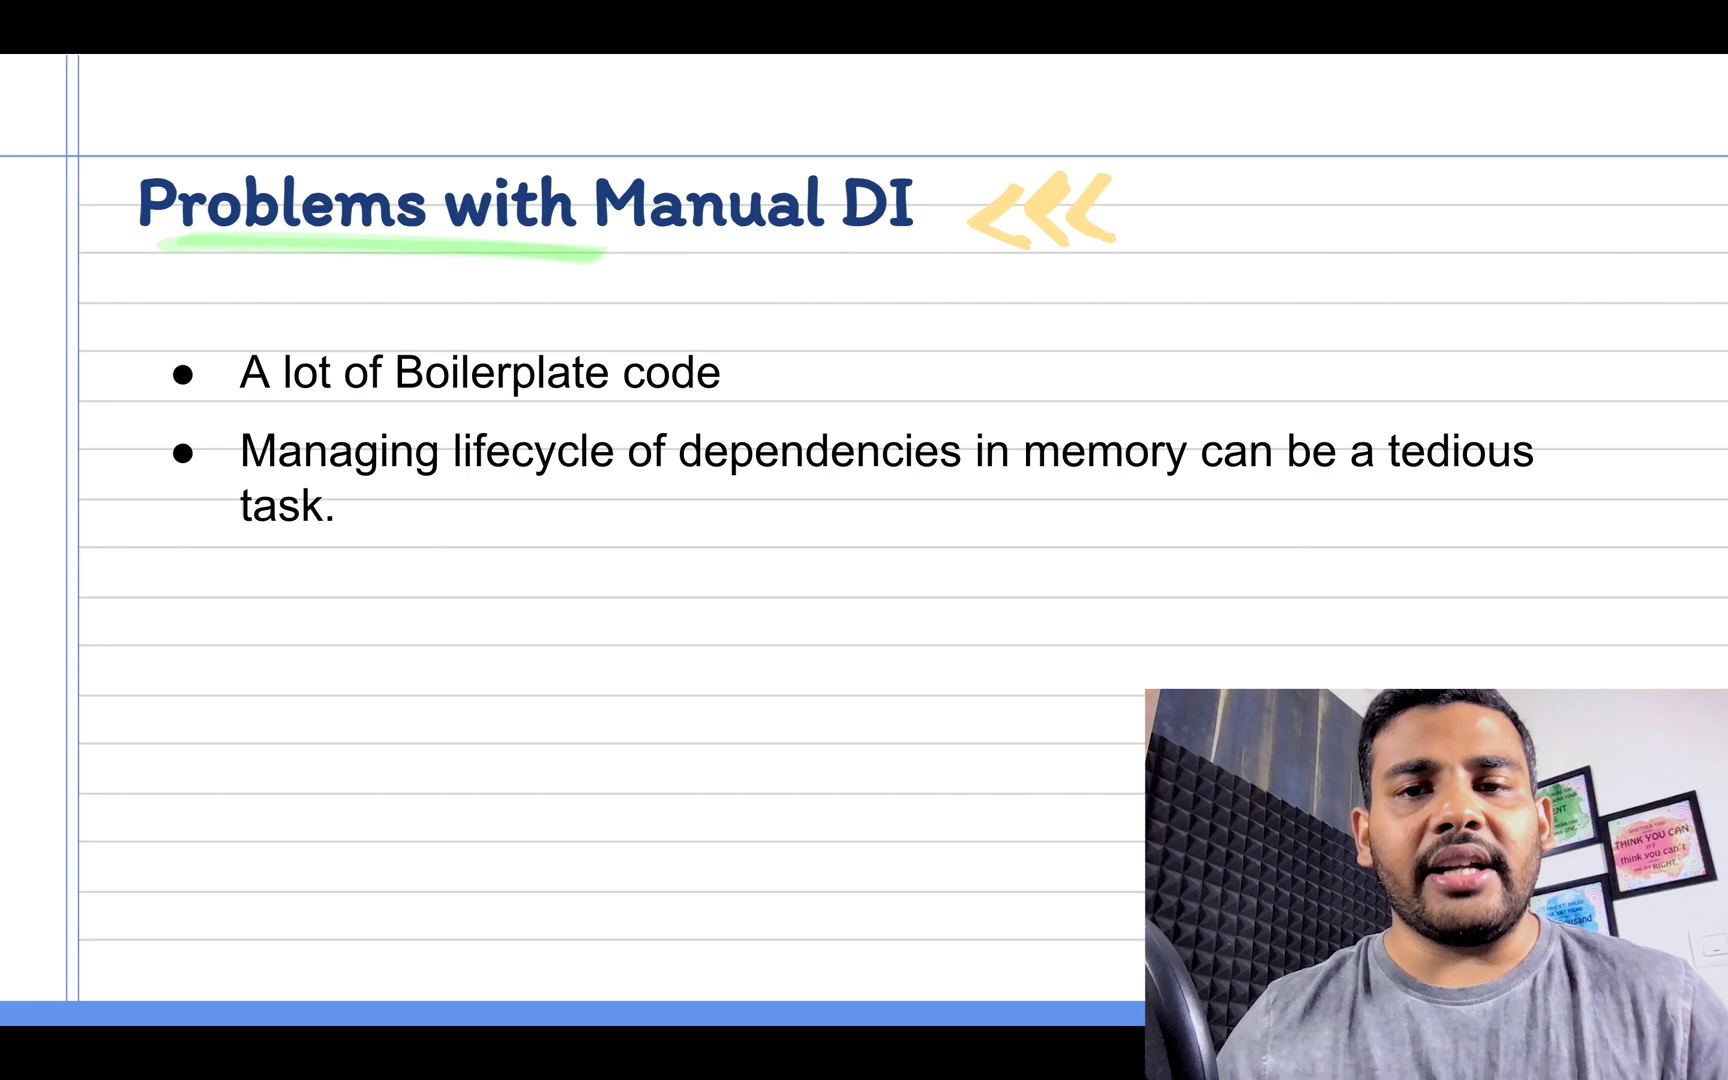 Problems with Manual DI
● A lot of Boilerplate code
● Managing lifecycle of dependencies in memory can be a tedious
task.
ENT
THINK YOU CAN
think you can't
RIGHT.